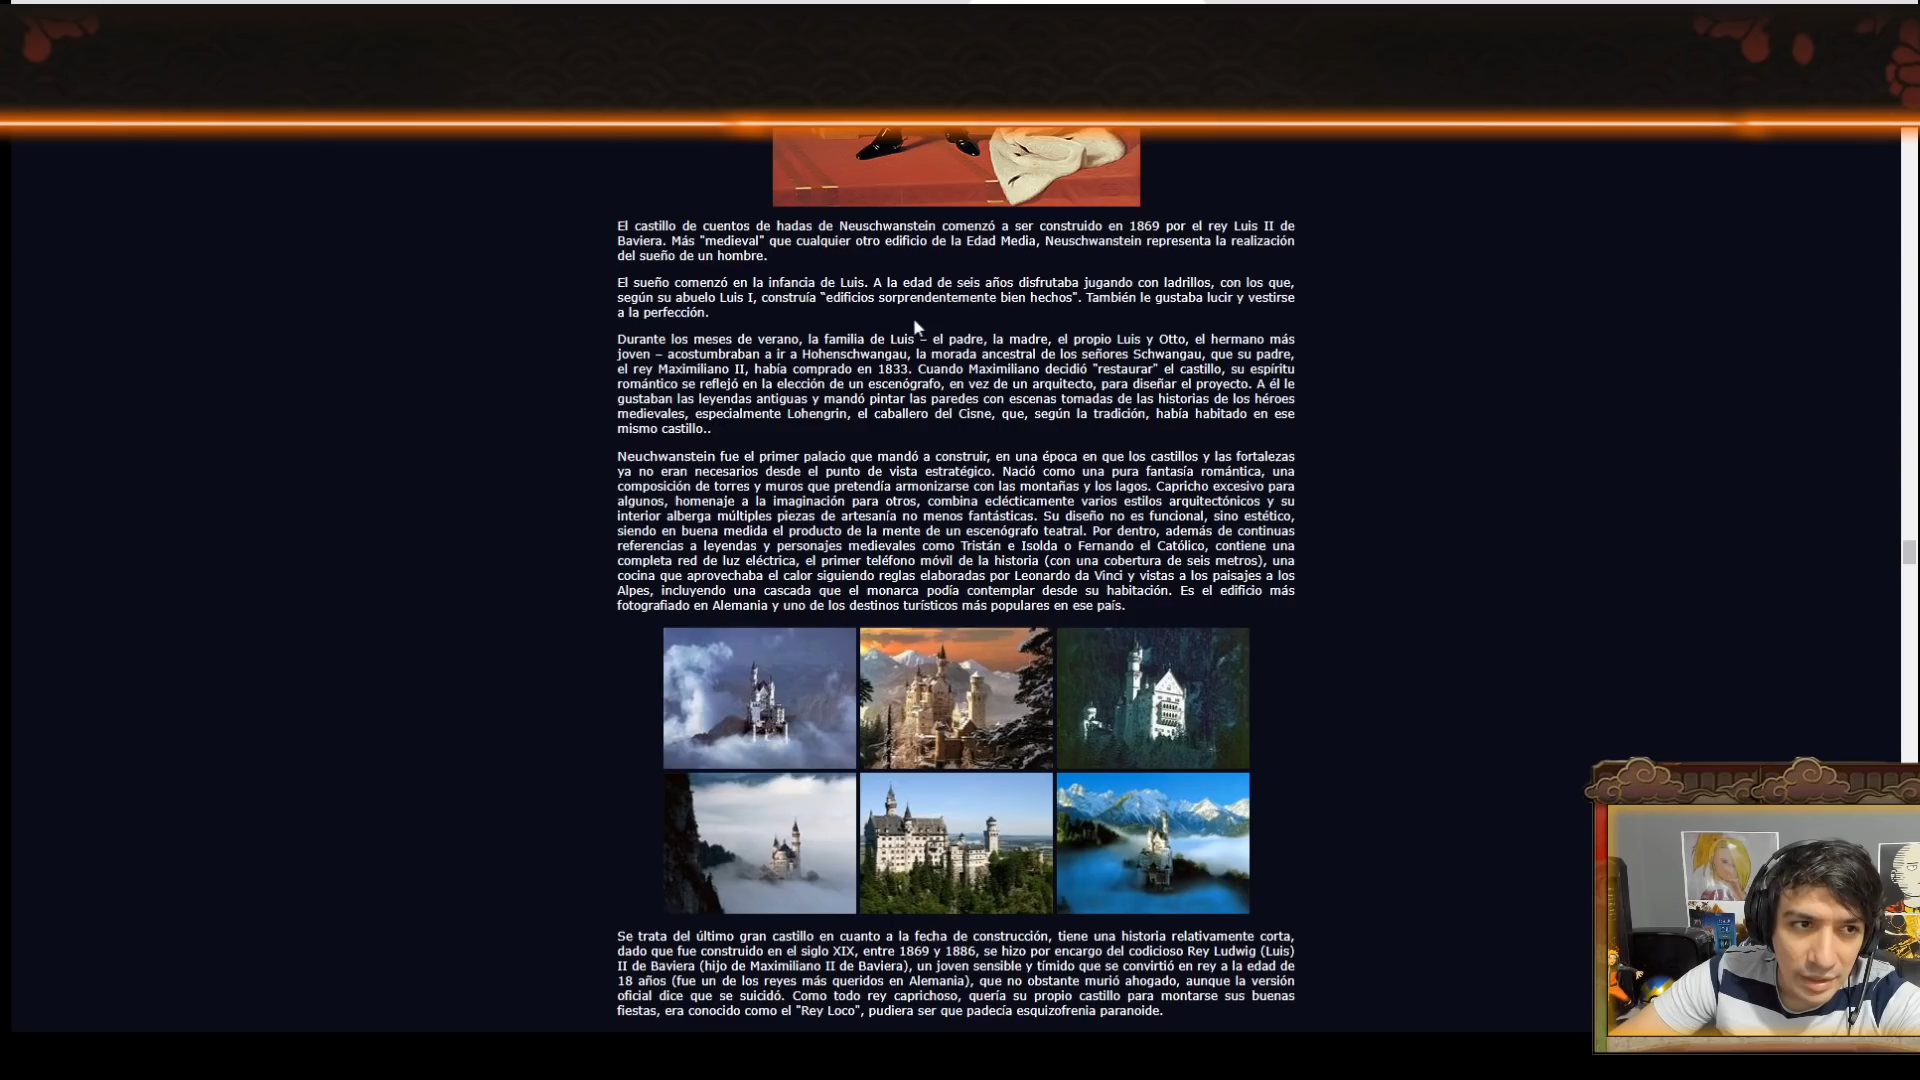 El castillo de cuentos de hadas de Neuschwanstein comenzó a ser construido en 1869 por el rey Luis II de
Baviera. Más "medieval" que cualquier otro edificio de la Edad Media, Neuschwanstein representa la realización
del sueño de un hombre.
El sueño comenzó en la infancia de Luis. A la edad de seis años disfrutaba jugando con ladrillos, con los que,
según su abuelo Luis I, construía "edificios sorprendentemente bien hechos". También le gustaba lucir y vestirse
a la perfección.
Durante los meses de verano, la familia de Luis – el padre, la madre, el propio Luis y Otto, el hermano más
joven – acostumbraban a ir a Hohenschwangau, la morada ancestral de los señores Schwangau, que su padre,
el rey Maximiliano II, había comprado en 1833. Cuando Maximiliano decidió "restaurar" el castillo, su espíritu
romántico se reflejó en la elección de un escenógrafo, en vez de un arquitecto, para diseñar el proyecto. A él le
gustaban las leyendas antiguas y mandó pintar las paredes con escenas tomadas de las historias de los héroes
medievales, especialmente Lohengrin, el caballero del Cisne, que, según la tradición, había habitado en ese
mismo castillo..
Neuchwanstein fue el primer palacio que mandó a construir, en una época en que los castillos y las fortalezas
ya no eran necesarios desde el punto de vista estratégico. Nació como una pura fantasía romántica, una
composición de torres y muros que pretendía armonizarse con las montañas y los lagos. Capricho excesivo para
algunos, homenaje a la imaginación para otros, combina eclécticamente varios estilos arquitectónicos y su
interior alberga múltiples piezas de artesanía no menos fantásticas. Su diseño no es funcional, sino estético,
siendo en buena medida el producto de la mente de un escenógrafo teatral. Por dentro, además de continuas
referencias a leyendas y personajes medievales como Tristán e Isolda o Fernando el Católico, contiene una
completa red de luz eléctrica, el primer teléfono móvil de la historia (con una cobertura de seis metros), una
cocina que aprovechaba el calor siguiendo reglas elaboradas por Leonardo da Vinci y vistas a los paisajes a los
Alpes, incluyendo una cascada que el monarca podía contemplar desde su habitación. Es el edificio más
fotografiado en Alemania y uno de los destinos turísticos más populares en ese país.
Se trata del último gran castillo en cuanto a la fecha de construcción, tiene una historia relativamente corta,
dado que fue construido en el siglo XIX, entre 1869 y 1886, se hizo por encargo del codicioso Rey Ludwig (Luis)
II de Baviera (hijo de Maximiliano II de Baviera), un joven sensible y tímido que se convirtió en rey a la edad de
18 años (fue un de los reyes más queridos en Alemania), que no obstante murió ahogado, aunque la versión
oficial dice que se suicidó. Como todo rey caprichoso, quería su propio castillo para montarse sus buenas
fiestas, era conocido como el "Rey Loco", pudiera ser que padecía esquizofrenia paranoide.